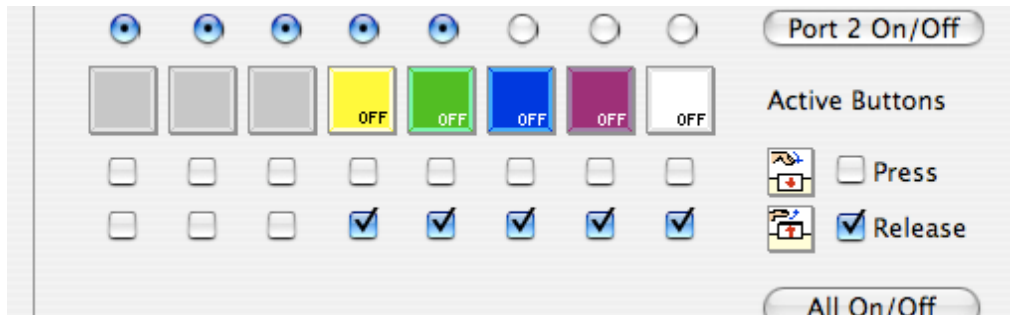 Port 2 On/Off
OFF OFF OFF OFF OFF
Active Buttons
Press
Release
All On/Off